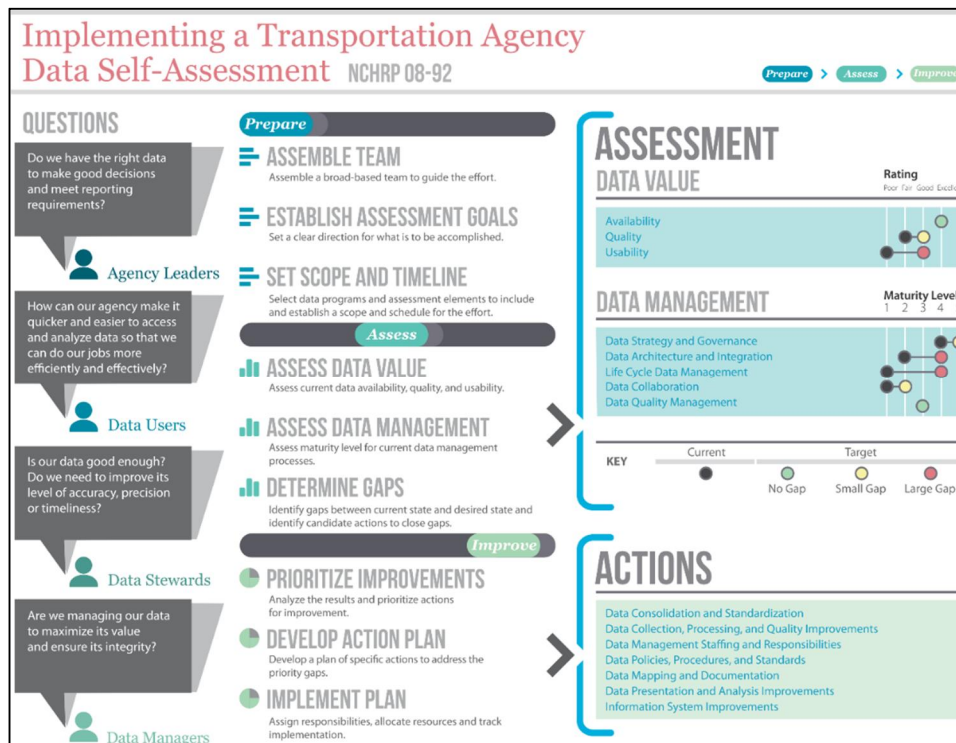 Implementing a Transportation Agency
Data Self-Assessment NCHRP 08-92
Prepare > Assess > Improve
QUESTIONS
Do we have the right data
to make good decisions
and meet reporting
requirements?
Agency Leaders
How can our agency make it
quicker and easier to access
and analyze data so that we
can do our jobs more
efficiently and effectively?
Data Users
Is our data good enough?
Do we need to improve its
level of accuracy, precision
or timeliness?
Data Stewards
Are we managing our data
to maximize its value
and ensure its integrity?
Data Managers
Prepare
ASSEMBLE TEAM
Assemble a broad-based team to guide the effort.
ESTABLISH ASSESSMENT GOALS
Set a clear direction for what is to be accomplished.
SET SCOPE AND TIMELINE
Select data programs and assessment elements to include
and establish a scope and schedule for the effort.
Assess
ASSESS DATA VALUE
Assess current data availability, quality, and usability.
ASSESS DATA MANAGEMENT
Assess maturity level for current data management
processes.
DETERMINE GAPS
Identify gaps between current state and desired state and
identify candidate actions to close gaps.
Improve
PRIORITIZE IMPROVEMENTS
Analyze the results and prioritize actions
for improvement.
DEVELOP ACTION PLAN
Develop a plan of specific actions to address the
priority gaps.
IMPLEMENT PLAN
Assign responsibilities, allocate resources and track
implementation.
ASSESSMENT
DATA VALUE
Rating
Poor Fair Good
Availability
Quality
Usability
DATA MANAGEMENT
Maturity Level
1 2 3 4
Data Strategy and Governance
Data Architecture and Integration
Life Cycle Data Management
Data Collaboration
Data Quality Management
KEY
Current
Target
No Gap
Small Gap
Large Gap
ACTIONS
Data Consolidation and Standardization
Data Collection, Processing, and Quality Improvements
Data Management Staffing and Responsibilities
Data Policies, Procedures, and Standards
Data Mapping and Documentation
Data Presentation and Analysis Improvements
Information System Improvements